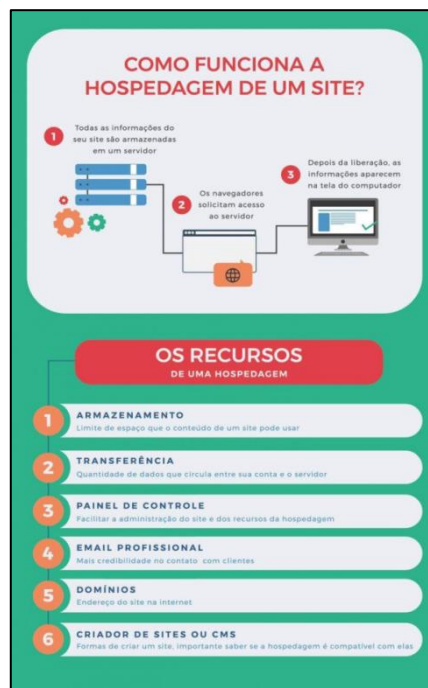 COMO FUNCIONA A
HOSPEDAGEM DE UM SITE?
1
Todas as informações do
seu site são armazenadas
em um servidor
2
Os navegadores
solicitam acesso
ao servidor
3
Depois da liberação, as
informações aparecem
na tela do computador
OS RECURSOS
DE UMA HOSPEDAGEM
1
ARMAZENAMENTO
Limite de espaço que o conteúdo de um site pode usar
2
TRANSFERÊNCIA
Quantidade de dados que circula entre sua conta e o servidor
3
PAINEL DE CONTROLE
Facilitar a administração do site e dos recursos da hospedagem
4
EMAIL PROFISSIONAL
Mais credibilidade no contato com clientes
5
DOMÍNIOS
Endereço do site na internet
6
CRIADOR DE SITES OU CMS
Formas de criar um site, importante saber se a hospedagem é compatível com elas